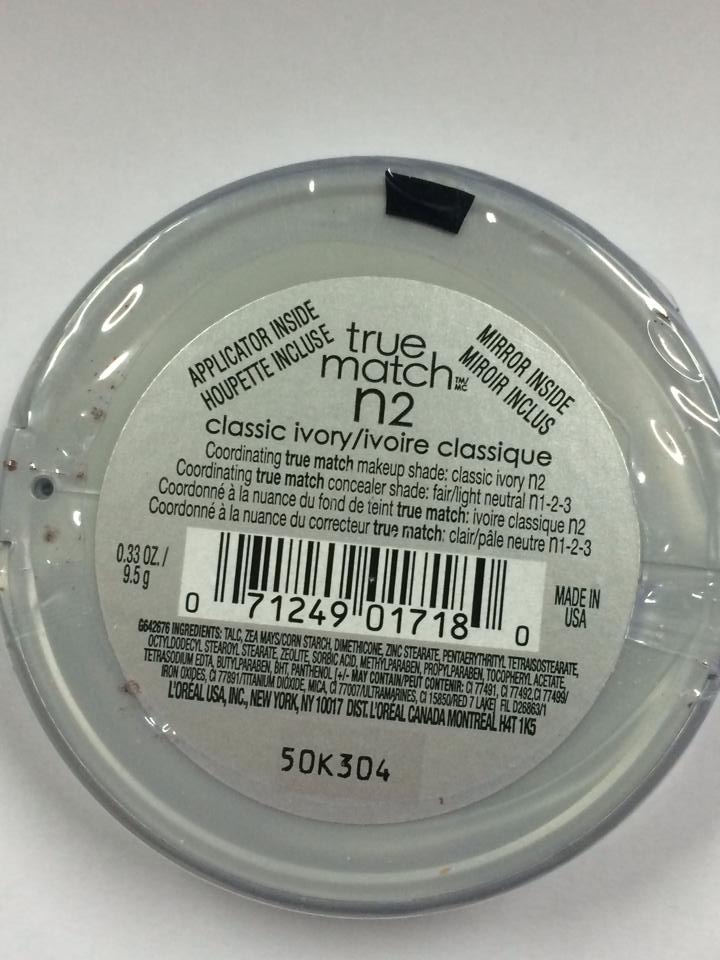 APPLICATOR INSIDE
HOUPETTE INCLUSE
true
match™/MC
n2
MIRROR INSIDE
MIROIR INCLUS
classic ivory/ivoire classique
Coordinating true match makeup shade: classic ivory n2
Coordinating true match concealer shade: fair/light neutral n1-2-3
Coordonné à la nuance du fond de teint true match: ivoire classique n2
Coordonné à la nuance du correcteur true match: clair/pâle neutre n1-2-3
0.33 OZ. /
9.5 g
0 71249 01718 0
MADE IN
USA
G642676 INGREDIENTS: TALC, ZEA MAYS/CORN STARCH, DIMETHICONE, ZINC STEARATE, PENTAERYTHRITYL TETRAISOSTEARATE,
OCTYLDODECYL STEAROYL STEARATE, ZEOLITE, SORBIC ACID, METHYLPARABEN, PROPYLPARABEN, TOCOPHERYL ACETATE,
TETRASODIUM EDTA, BUTYLPARABEN, BHT, PANTHENOL [+/- MAY CONTAIN/PEUT CONTENIR: CI 77491, CI 77492, CI 77499/
IRON OXIDES, CI 77891/TITANIUM DIOXIDE, MICA, CI 77007/ULTRAMARINES, CI 15850/RED 7 LAKE] FIL D26863/1
L'ORÉAL USA, INC., NEW YORK, NY 10017 DIST. L'ORÉAL CANADA MONTREAL H4T 1K5
50K304